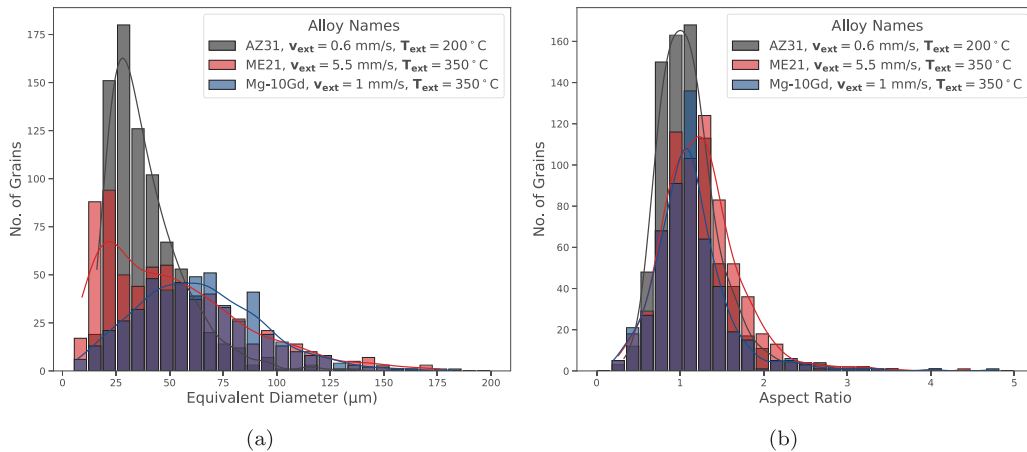 Alloy Names
AZ31, v_ext = 0.6 mm/s, T_ext = 200°C
ME21, v_ext = 5.5 mm/s, T_ext = 350°C
Mg-10Gd, v_ext = 1 mm/s, T_ext = 350°C
No. of Grains
175
150
125
100
75
50
25
0
0 25 50 75 100 125 150 175 200
Equivalent Diameter (μm)
(a)
Alloy Names
AZ31, v_ext = 0.6 mm/s, T_ext = 200°C
ME21, v_ext = 5.5 mm/s, T_ext = 350°C
Mg-10Gd, v_ext = 1 mm/s, T_ext = 350°C
No. of Grains
160
140
120
100
80
60
40
20
0
0 1 2 3 4 5
Aspect Ratio
(b)